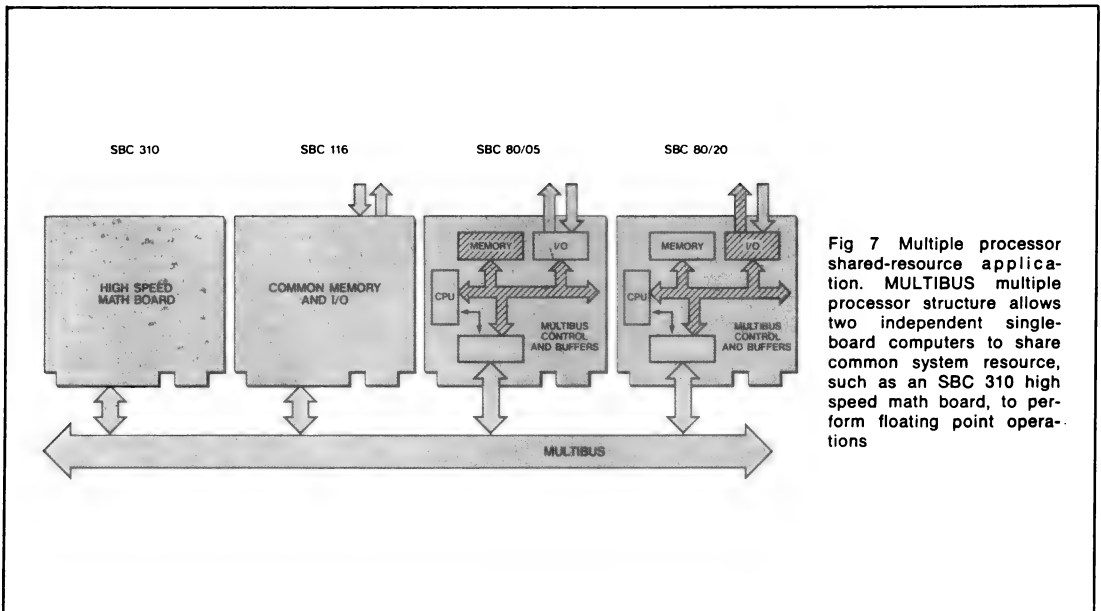 SBC 310
SBC 116
SBC 80/05
SBC 80/20
HIGH SPEED
MATH BOARD
COMMON MEMORY
AND I/O
MEMORY
I/O
CPU
MULTIBUS
CONTROL
AND BUFFERS
MEMORY
I/O
CPU
MULTIBUS
CONTROL
AND BUFFERS
MULTIBUS
Fig 7 Multiple processor
shared-resource applica-
tion. MULTIBUS multiple
processor structure allows
two independent single-
board computers to share
common system resource,
such as an SBC 310 high
speed math board, to per-
form floating point opera-
tions